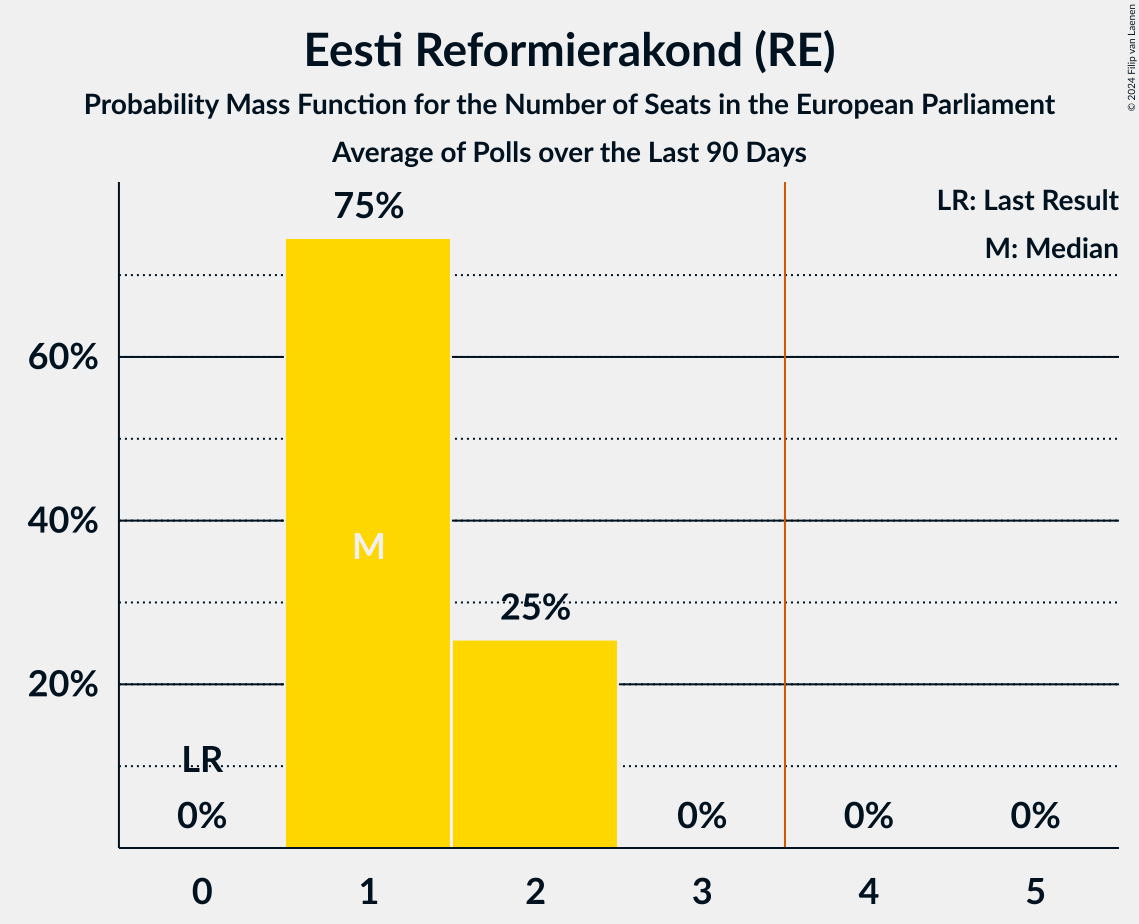 Eesti Reformierakond (RE)
Probability Mass Function for the Number of Seats in the European Parliament
Average of Polls over the Last 90 Days
© 2024 Filip van Laenen
LR: Last Result
M: Median
75%
60%
M
40%
25%
20%
LR
0%
0%
0%
0%
0
1
2
3
4
5